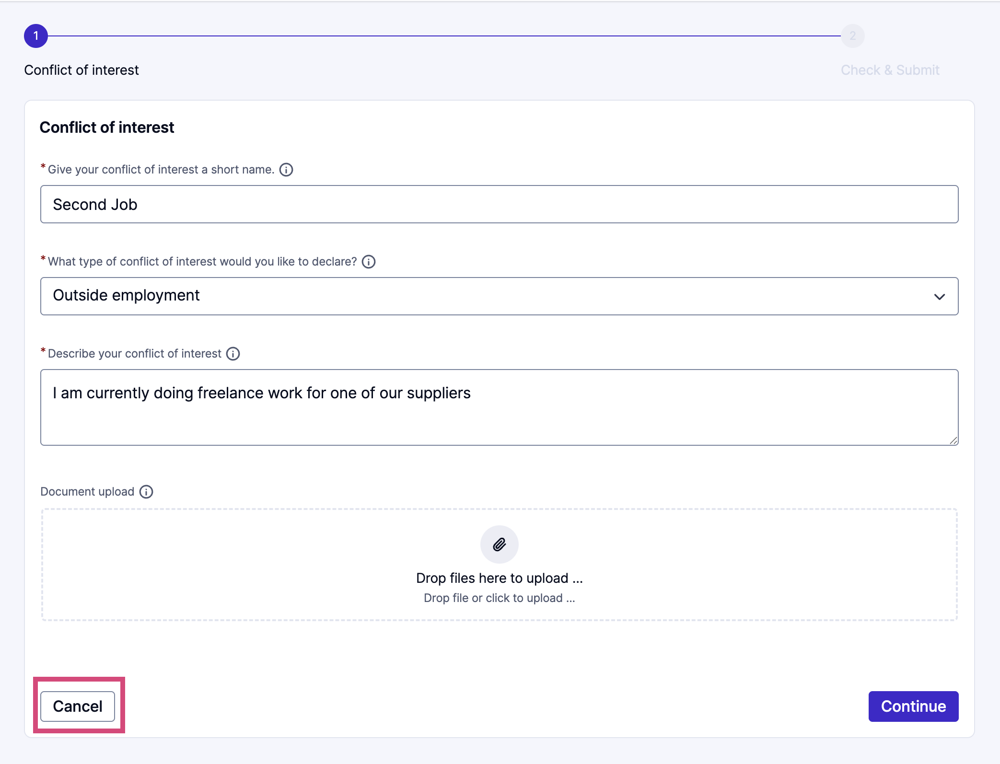 1
2
Conflict of interest
Check & Submit
Conflict of interest
* Give your conflict of interest a short name.
Second Job
* What type of conflict of interest would you like to declare?
Outside employment
* Describe your conflict of interest
I am currently doing freelance work for one of our suppliers
Document upload
Drop files here to upload ...
Drop file or click to upload ...
Cancel
Continue